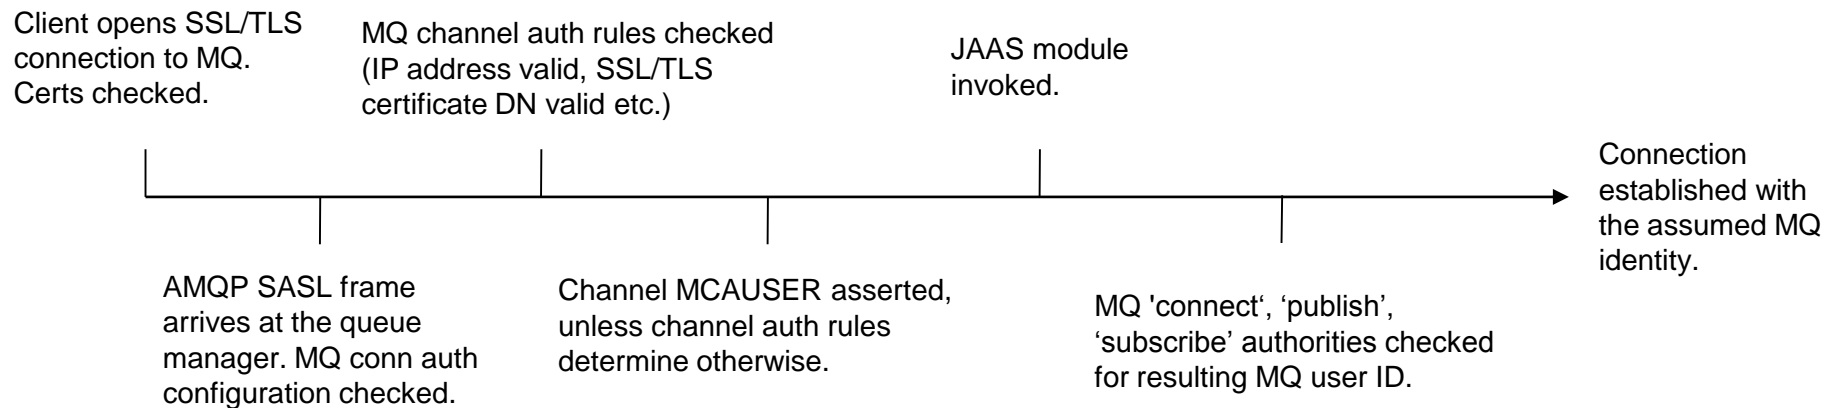 Client opens SSL/TLS
connection to MQ.
Certs checked.
MQ channel auth rules checked
(IP address valid, SSL/TLS
certificate DN valid etc.)
JAAS module
invoked.
Connection
established with
the assumed MQ
identity.
AMQP SASL frame
arrives at the queue
manager. MQ conn auth
configuration checked.
Channel MCAUSER asserted,
unless channel auth rules
determine otherwise.
MQ 'connect‘, ‘publish’,
‘subscribe’ authorities checked
for resulting MQ user ID.